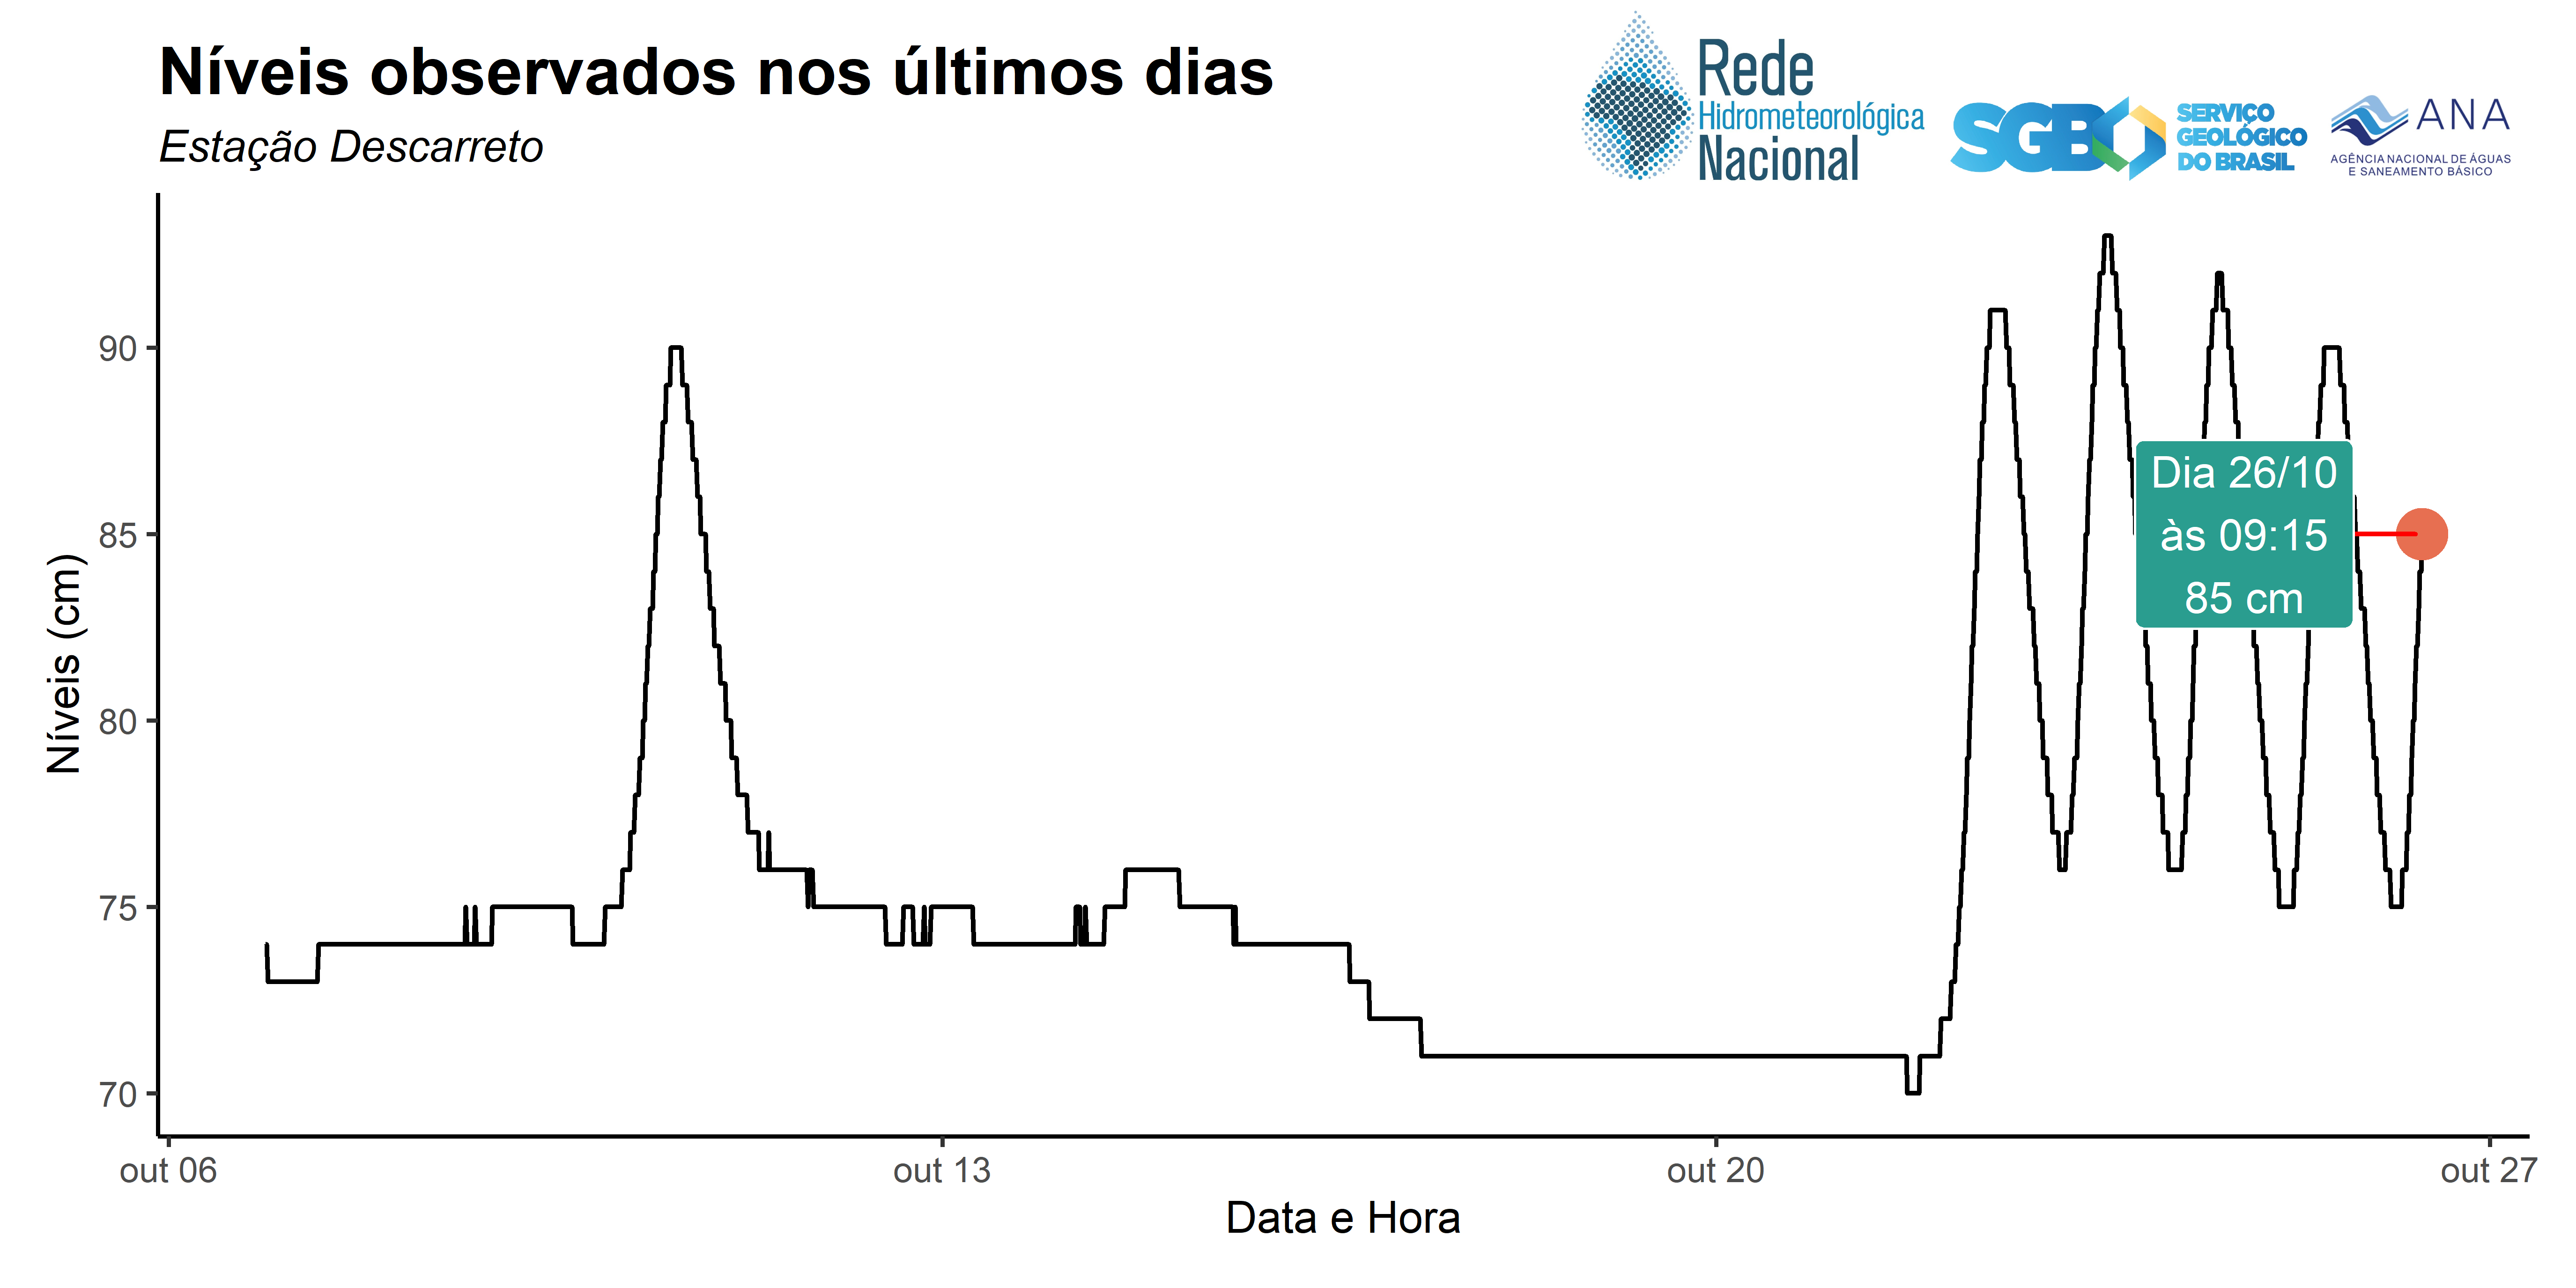 Níveis observados nos últimos dias
Estação Descarreto
Rede
Hidrometeorológica
Nacional
SGB
SERVIÇO
GEOLÓGICO
DO BRASIL
ANA
AGÊNCIA NACIONAL DE ÁGUAS
E SANEAMENTO BÁSICO
Níveis (cm)
90
85
80
75
70
Dia 26/10
às 09:15
85 cm
out 06
out 13
out 20
out 27
Data e Hora